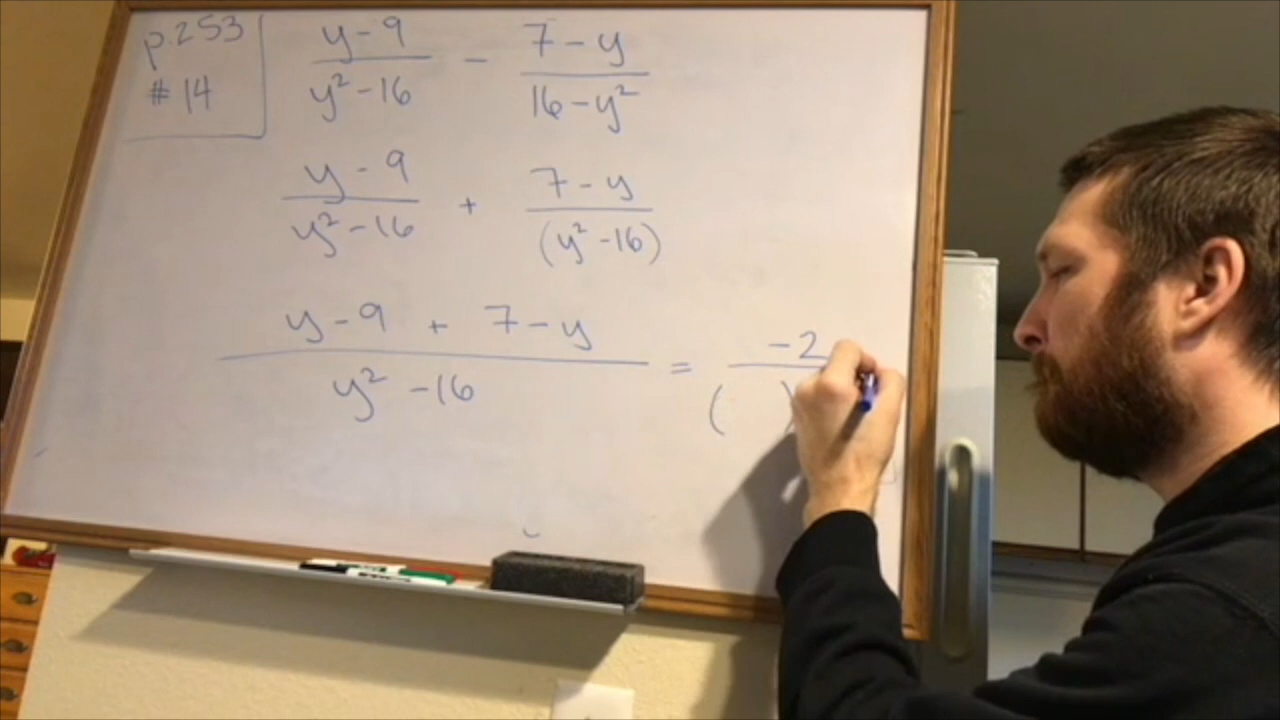 p.253
#14
y-9 - 7-y
y²-16 16-y²
y-9 + 7-y
y²-16 (y²-16)
y-9 + 7-y = -2
y²-16 ( )